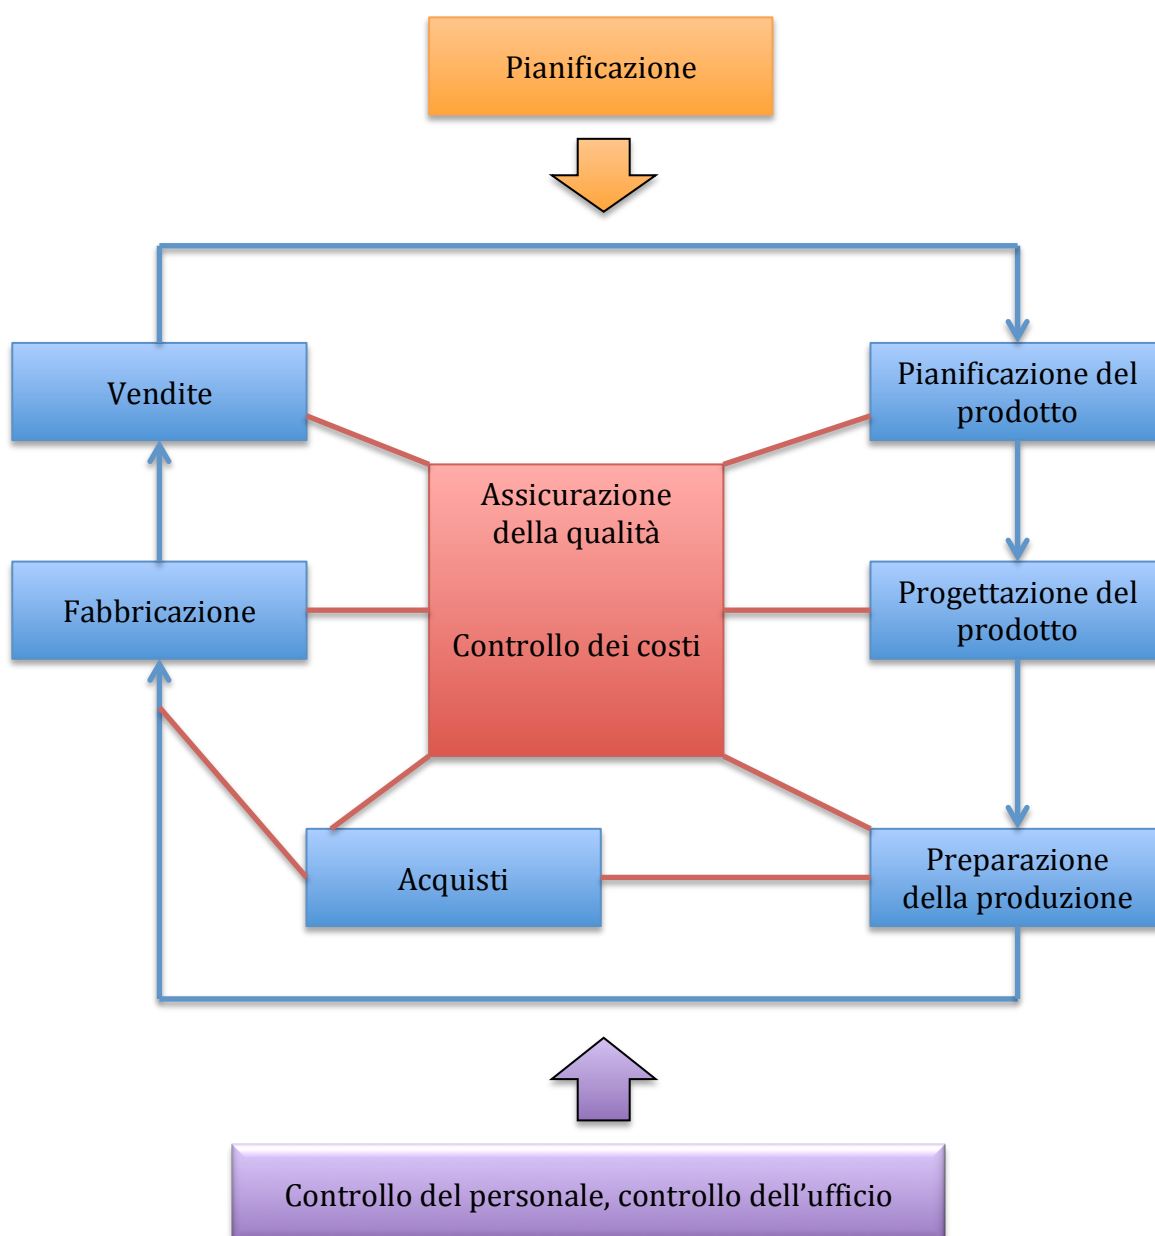 Pianificazione
Vendite
Pianificazione del
prodotto
Assicurazione
della qualità
Controllo dei costi
Fabbricazione
Progettazione del
prodotto
Acquisti
Preparazione
della produzione
Controllo del personale, controllo dell’ufficio